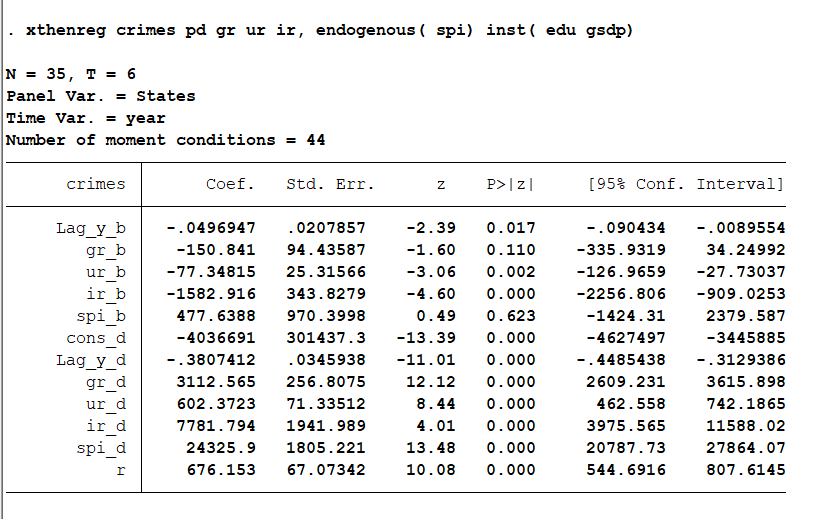 . xthenreg crimes pd gr ur ir, endogenous( spi) inst( edu gsdp)
N = 35, T = 6
Panel Var. = States
Time Var. = year
Number of moment conditions = 44
crimes Coef. Std. Err. z P>|z| [95% Conf. Interval]
Lag_y_b -.0496947 .0207857 -2.39 0.017 -.090434 -.0089554
gr_b -150.841 94.43587 -1.60 0.110 -335.9319 34.24992
ur_b -77.34815 25.31566 -3.06 0.002 -126.9659 -27.73037
ir_b -1582.916 343.8279 -4.60 0.000 -2256.806 -909.0253
spi_b 477.6388 970.3998 0.49 0.623 -1424.31 2379.587
cons_d -4036691 301437.3 -13.39 0.000 -4627497 -3445885
Lag_y_d -.3807412 .0345938 -11.01 0.000 -.4485438 -.3129386
gr_d 3112.565 256.8075 12.12 0.000 2609.231 3615.898
ur_d 602.3723 71.33512 8.44 0.000 462.558 742.1865
ir_d 7781.794 1941.989 4.01 0.000 3975.565 11588.02
spi_d 24325.9 1805.221 13.48 0.000 20787.73 27864.07
r 676.153 67.07342 10.08 0.000 544.6916 807.6145